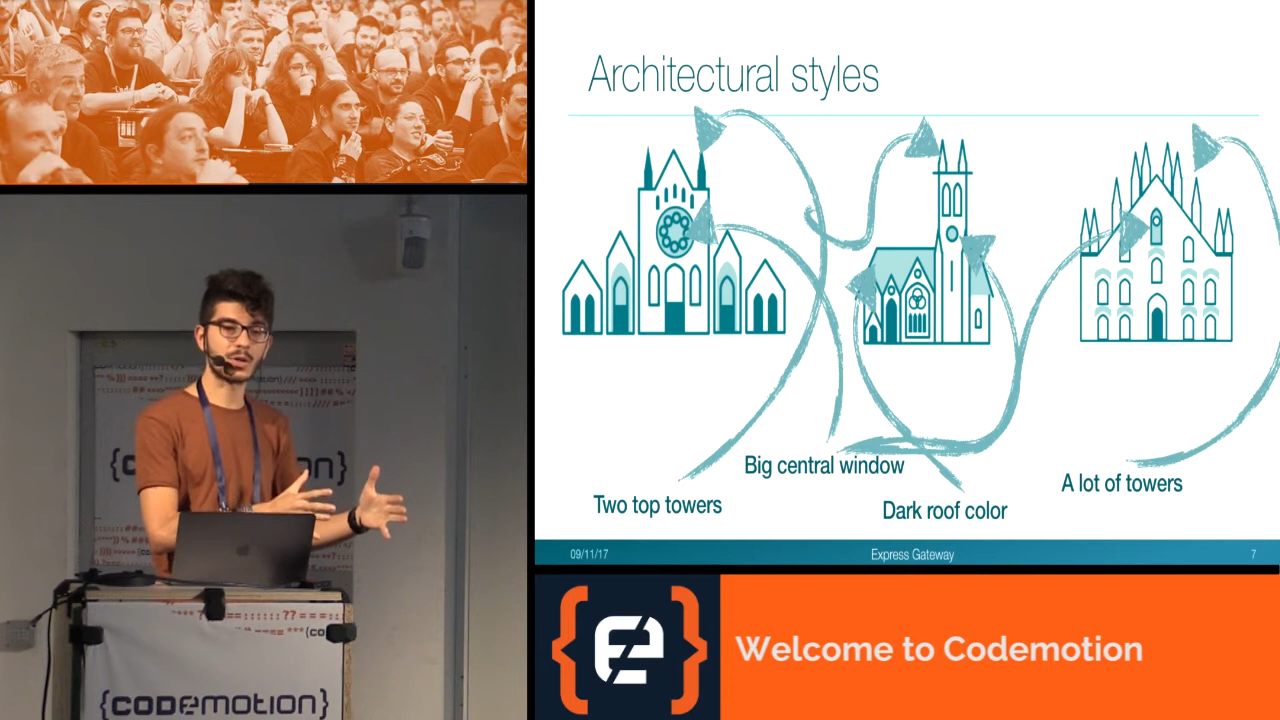 Architectural styles
Big central window
A lot of towers
Two top towers
Dark roof color
09/11/17
Express Gateway
7
Welcome to Codemotion
{CODEMOTION}